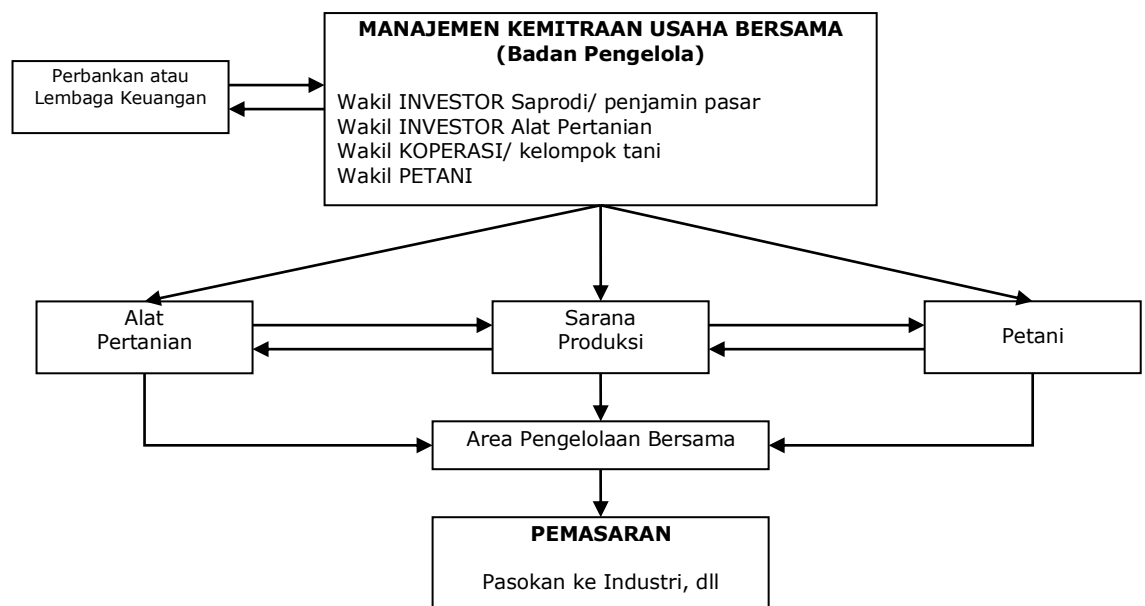 MANAJEMEN KEMITRAAN USAHA BERSAMA
(Badan Pengelola)
Perbankan atau
Lembaga Keuangan
Wakil INVESTOR Saprodi/ penjamin pasar
Wakil INVESTOR Alat Pertanian
Wakil KOPERASI/ kelompok tani
Wakil PETANI
Alat
Pertanian
Sarana
Produksi
Petani
Area Pengelolaan Bersama
PEMASARAN
Pasokan ke Industri, dll